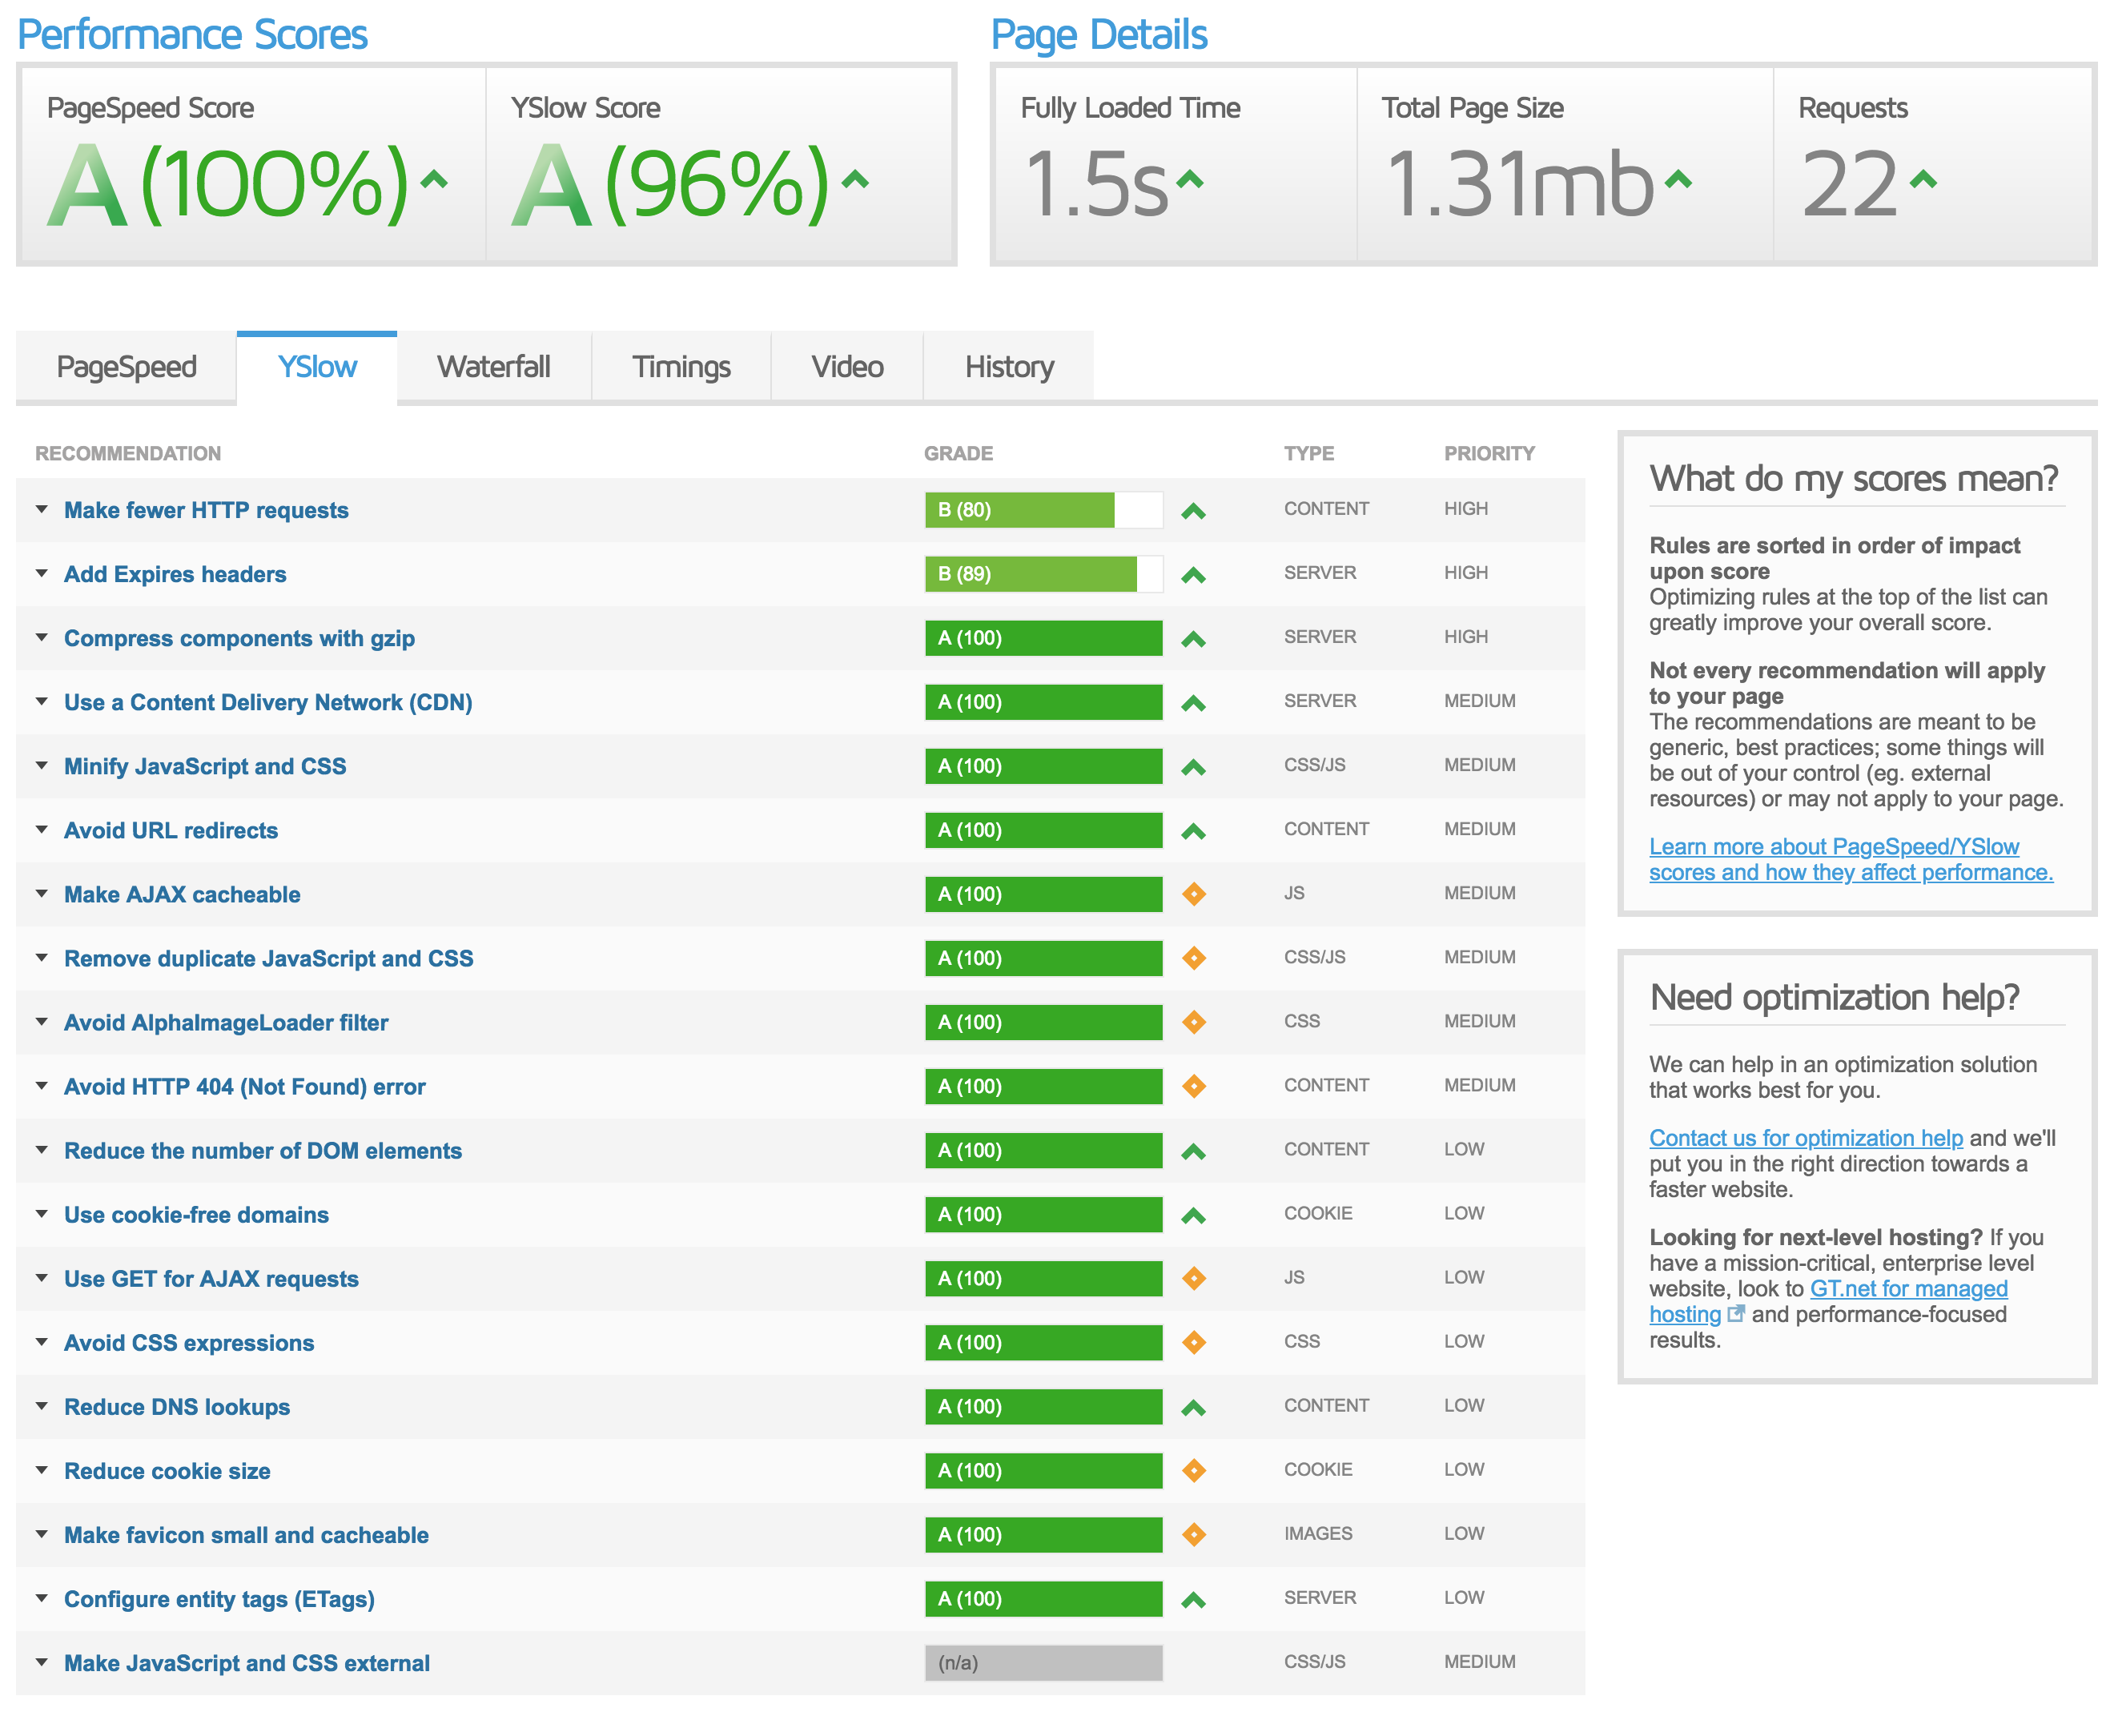 Performance Scores
Page Details
PageSpeed Score
YSlow Score
Fully Loaded Time
Total Page Size
Requests
A (100%)
A (96%)
1.5s
1.31mb
22
PageSpeed
YSlow
Waterfall
Timings
Video
History
RECOMMENDATION GRADE TYPE PRIORITY
Make fewer HTTP requests B (80) CONTENT HIGH
Add Expires headers B (89) SERVER HIGH
Compress components with gzip A (100) SERVER HIGH
Use a Content Delivery Network (CDN) A (100) SERVER MEDIUM
Minify JavaScript and CSS A (100) CSS/JS MEDIUM
Avoid URL redirects A (100) CONTENT MEDIUM
Make AJAX cacheable A (100) JS MEDIUM
Remove duplicate JavaScript and CSS A (100) CSS/JS MEDIUM
Avoid AlphaImageLoader filter A (100) CSS MEDIUM
Avoid HTTP 404 (Not Found) error A (100) CONTENT MEDIUM
Reduce the number of DOM elements A (100) CONTENT LOW
Use cookie-free domains A (100) COOKIE LOW
Use GET for AJAX requests A (100) JS LOW
Avoid CSS expressions A (100) CSS LOW
Reduce DNS lookups A (100) CONTENT LOW
Reduce cookie size A (100) COOKIE LOW
Make favicon small and cacheable A (100) IMAGES LOW
Configure entity tags (ETags) A (100) SERVER LOW
Make JavaScript and CSS external (n/a) CSS/JS MEDIUM
What do my scores mean?
Rules are sorted in order of impact
upon score
Optimizing rules at the top of the list can
greatly improve your overall score.
Not every recommendation will apply
to your page
The recommendations are meant to be
generic, best practices; some things will
be out of your control (eg. external
resources) or may not apply to your page.
Learn more about PageSpeed/YSlow
scores and how they affect performance.
Need optimization help?
We can help in an optimization solution
that works best for you.
Contact us for optimization help and we'll
put you in the right direction towards a
faster website.
Looking for next-level hosting? If you
have a mission-critical, enterprise level
website, look to GT.net for managed
hosting and performance-focused
results.